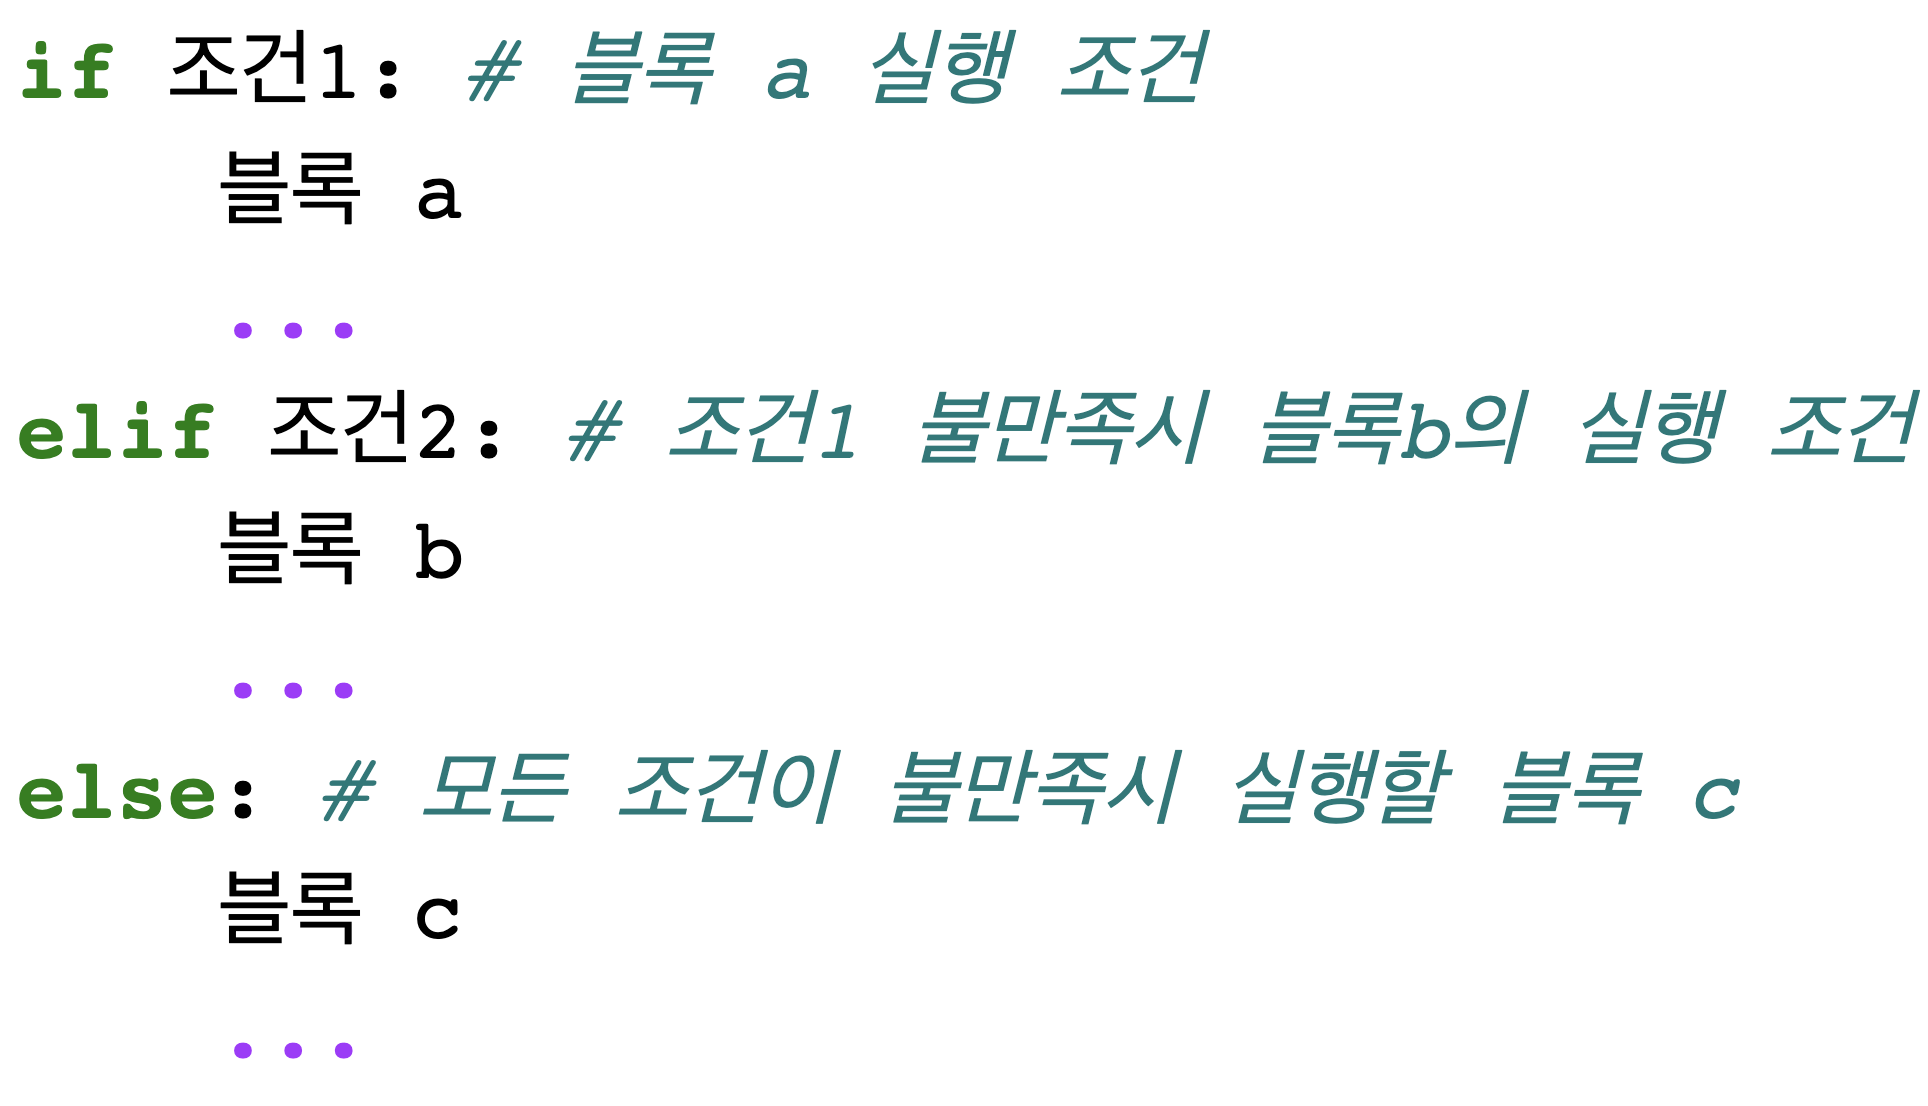 if 조건1: # 블록 a 실행 조건
    블록 a
    ...
elif 조건2: # 조건1 불만족시 블록b의 실행 조건
    블록 b
    ...
else: # 모든 조건이 불만족시 실행할 블록 c
    블록 c
    ...